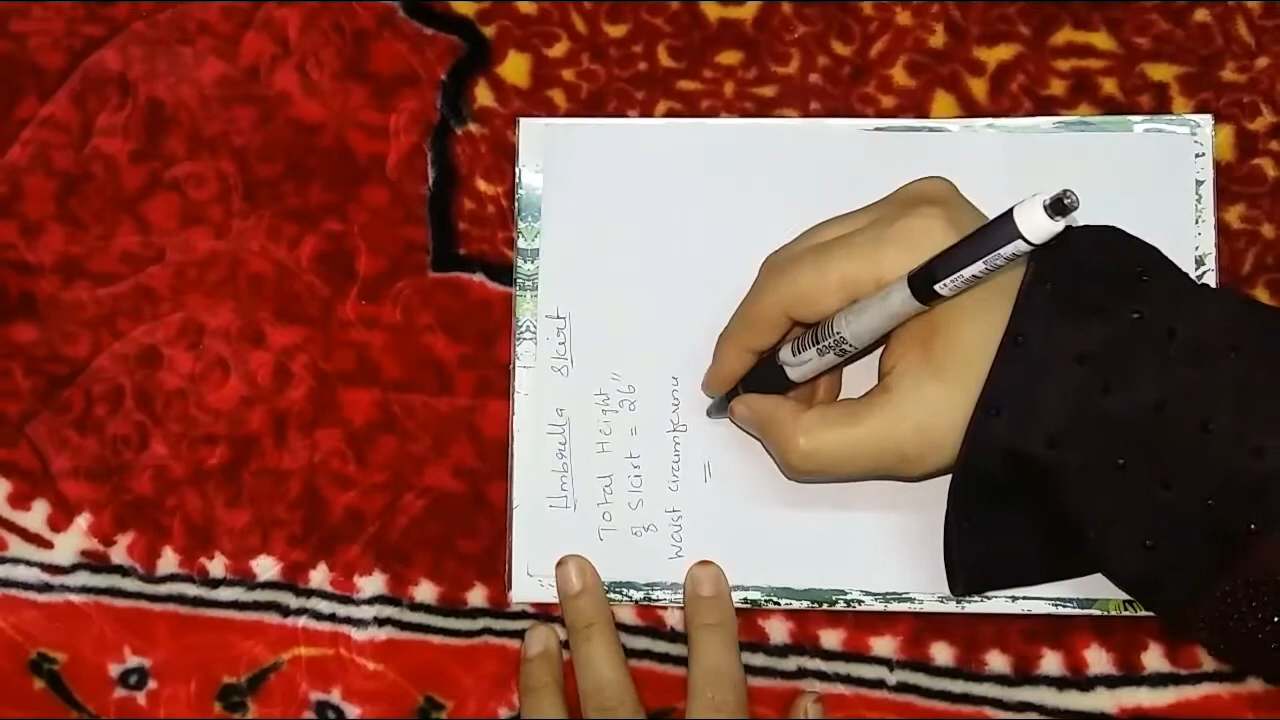 Umbrella Skirt
Total Height
of Skirt = 26"
Waist circumference
=